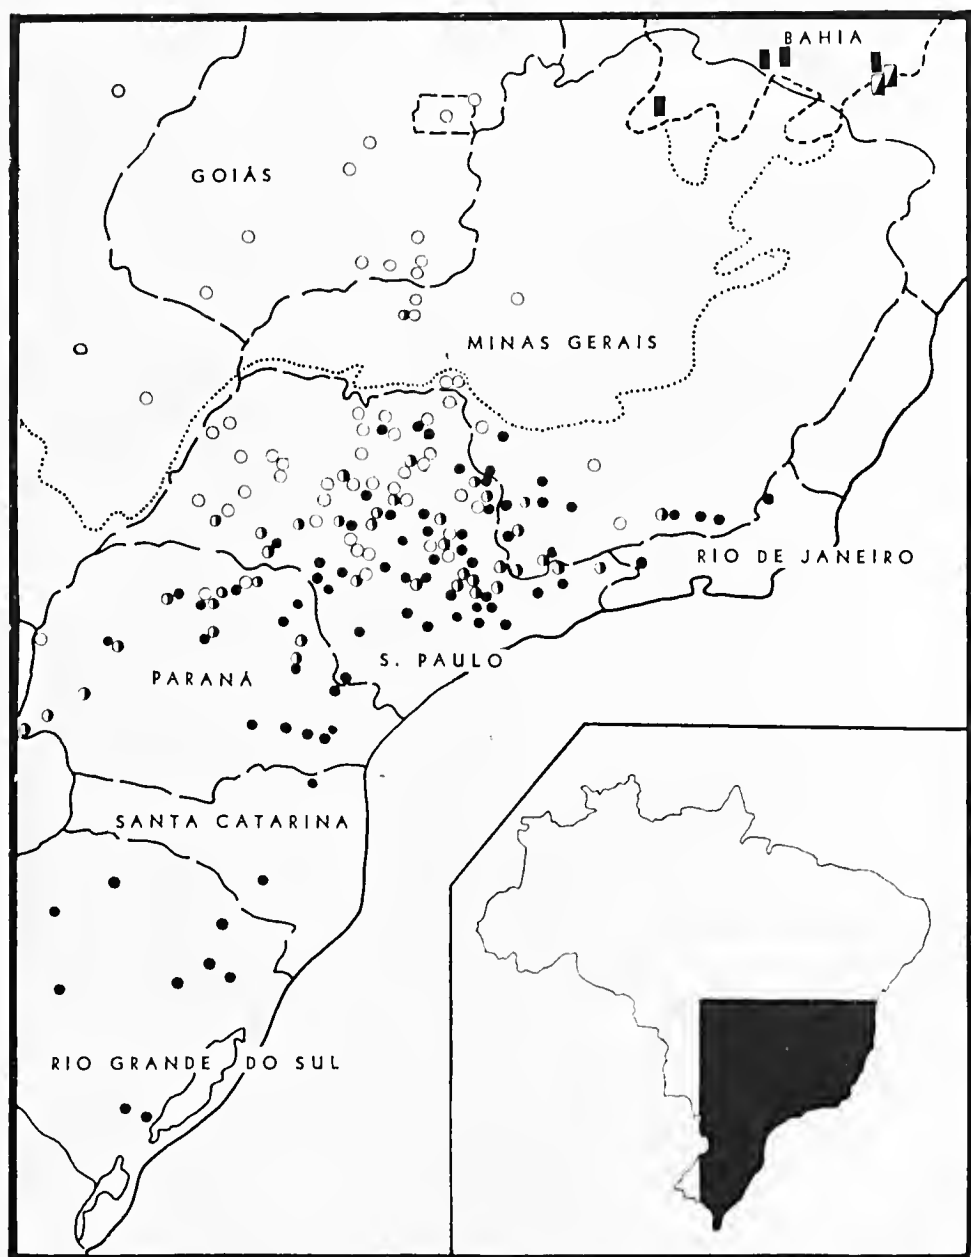 BAHIA
GOIÁS
MINAS GERAIS
RIO DE JANEIRO
S. PAULO
PARANÁ
SANTA CATARINA
RIO GRANDE DO SUL